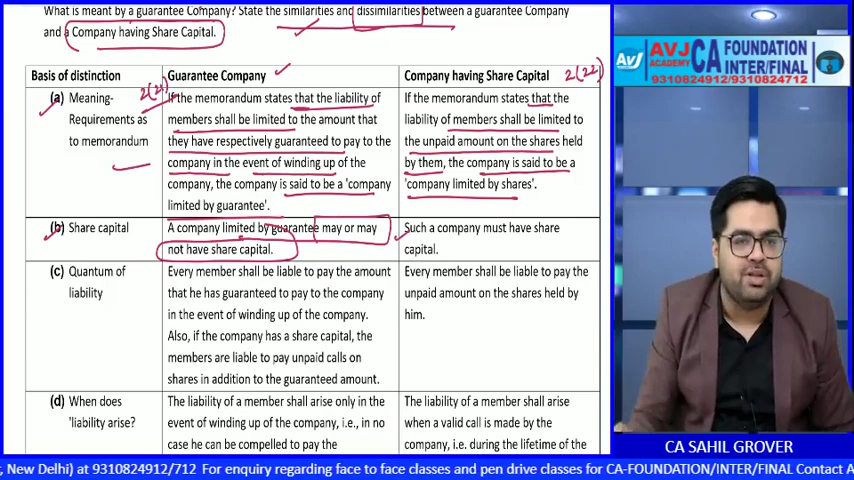 What is meant by a guarantee Company? State the similarities and dissimilarities between a guarantee Company
and a Company having Share Capital.
AVJ
ACADEMY
CA FOUNDATION
INTER/FINAL
9310824912/9310824712
Basis of distinction
Guarantee Company
Company having Share Capital
2(22)
2(21)
(a) Meaning-
Requirements as
to memorandum
If the memorandum states that the liability of
members shall be limited to the amount that
they have respectively guaranteed to pay to the
company in the event of winding up of the
company, the company is said to be a 'company
limited by guarantee'.
If the memorandum states that the
liability of members shall be limited to
the unpaid amount on the shares held
by them, the company is said to be a
'company limited by shares'.
(b) Share capital
A company limited by guarantee may or may
not have share capital.
Such a company must have share
capital.
(c) Quantum of
liability
Every member shall be liable to pay the amount
that he has guaranteed to pay to the company
in the event of winding up of the company.
Also, if the company has a share capital, the
members are liable to pay unpaid calls on
shares in addition to the guaranteed amount.
Every member shall be liable to pay the
unpaid amount on the shares held by
him.
(d) When does
'liability arise?
The liability of a member shall arise only in the
event of winding up of the company, i.e., in no
case he can be compelled to pay the
The liability of a member shall arise
when a valid call is made by the
company, i.e. during the lifetime of the
CA SAHIL GROVER
, New Delhi) at 9310824912/712 For enquiry regarding face to face classes and pen drive classes for CA-FOUNDATION/INTER/FINAL Contact A